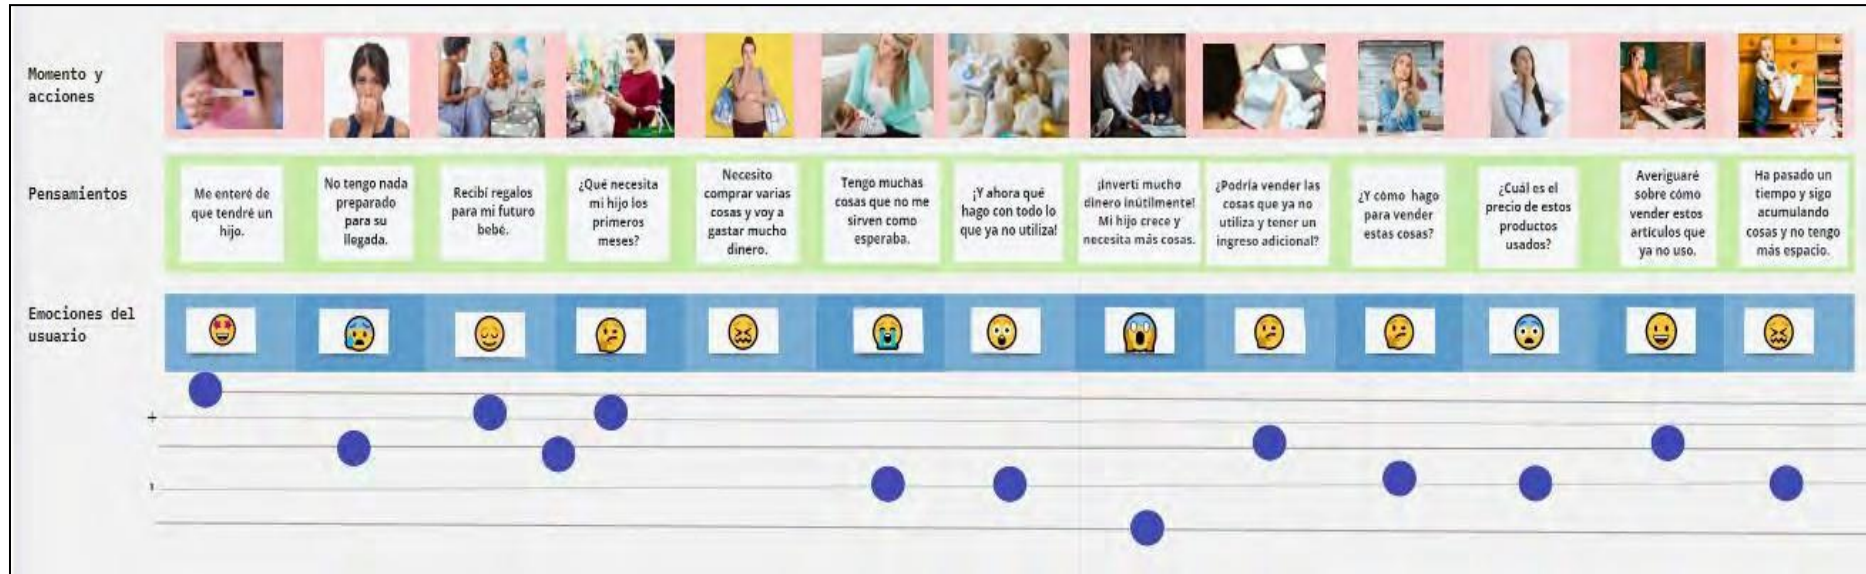 Momento y
acciones
Pensamientos
Me enteré de
que tendré un
hijo.
No tengo nada
preparado
para su
llegada.
Recibí regalos
para mi futuro
bebé.
¿Qué necesita
mi hijo los
primeros
meses?
Necesito
comprar varias
cosas y voy a
gastar mucho
dinero.
Tengo muchas
cosas que no me
sirven como
esperaba.
¡Y ahora qué
hago con todo lo
que ya no utiliza!
¡Invertí mucho
dinero inútilmente!
Mi hijo crece y
necesita más cosas.
¿Podría vender las
cosas que ya no
utiliza y tener un
ingreso adicional?
¿Y cómo hago
para vender
estas cosas?
¿Cuál es el
precio de estos
productos
usados?
Averiguaré
sobre cómo
vender estos
artículos que
ya no uso.
Ha pasado un
tiempo y sigo
acumulando
cosas y no tengo
más espacio.
Emociones del
usuario
+